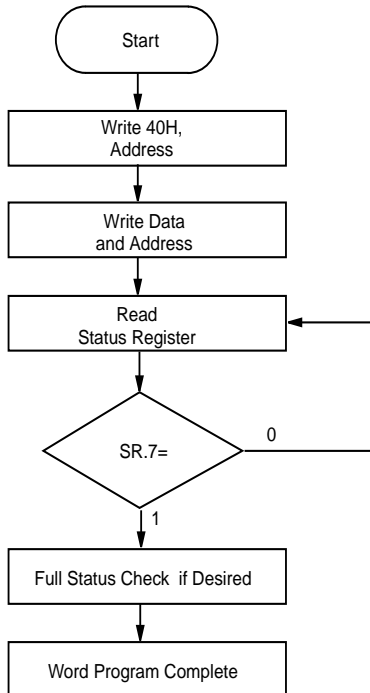 Start
Write 40H,
Address
Write Data
and Address
Read
Status Register
SR.7=
0
1
Full Status Check if Desired
Word Program Complete